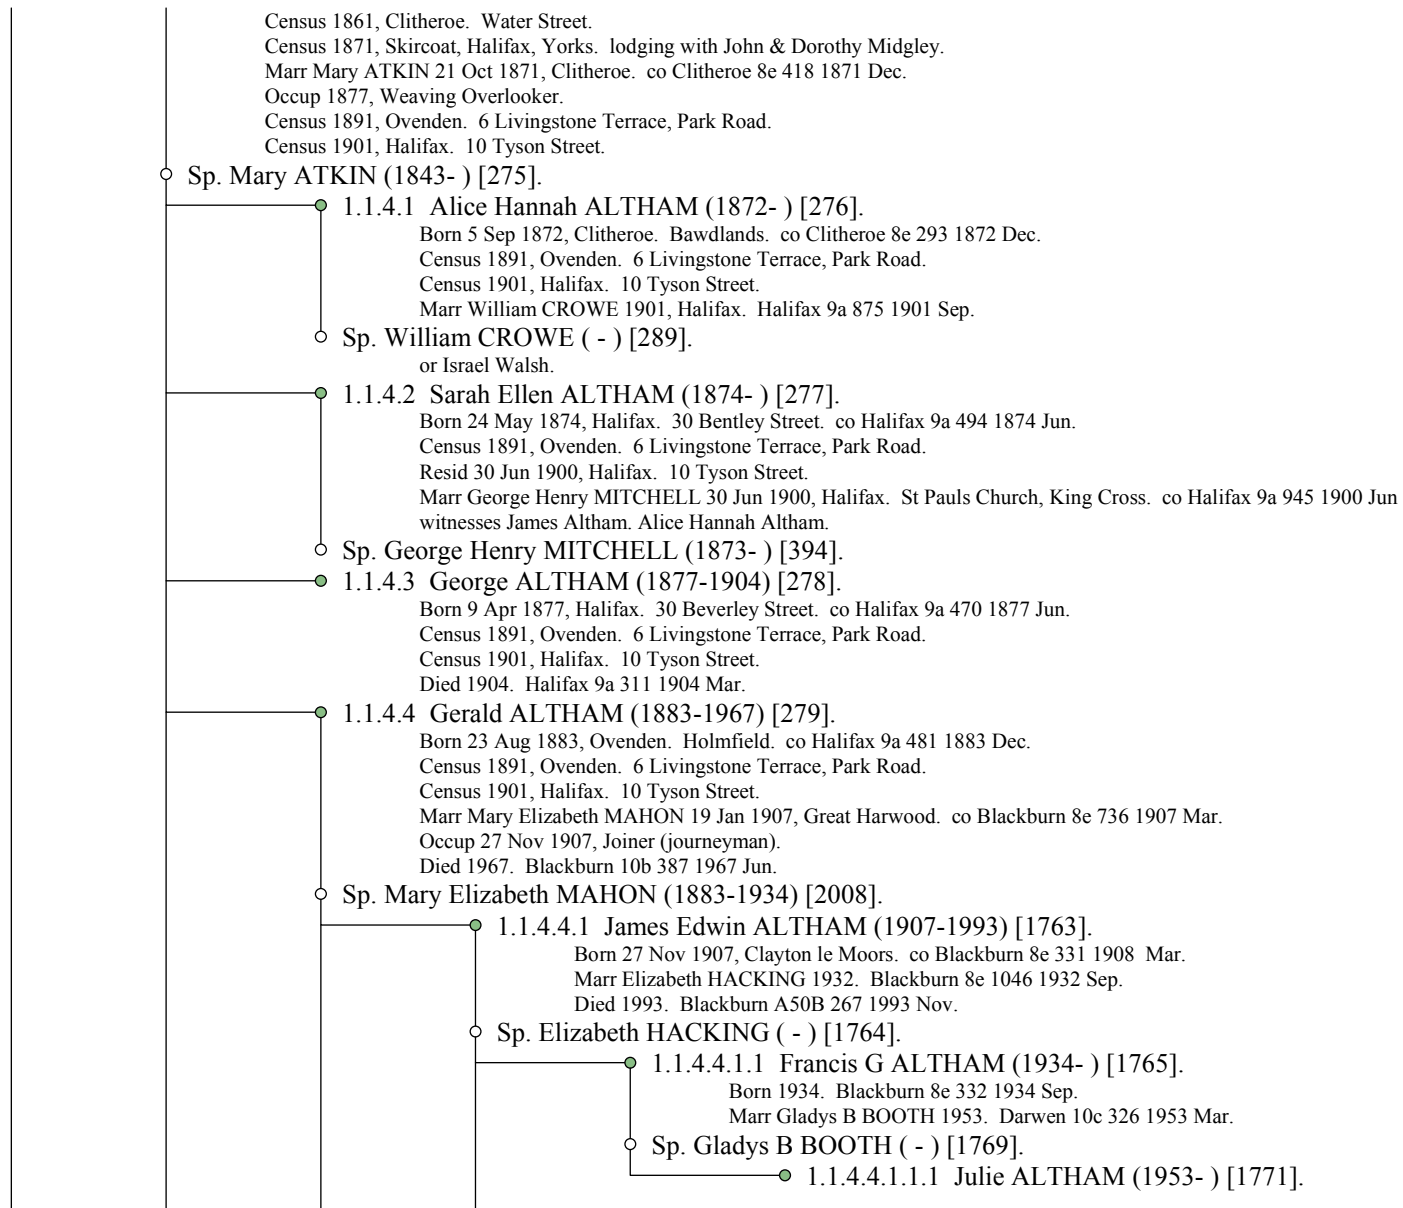 Census 1861, Clitheroe.  Water Street.
Census 1871, Skircoat, Halifax, Yorks.  lodging with John & Dorothy Midgley.
Marr Mary ATKIN 21 Oct 1871, Clitheroe.  co Clitheroe 8e 418 1871 Dec.
Occup 1877, Weaving Overlooker.
Census 1891, Ovenden.  6 Livingstone Terrace, Park Road.
Census 1901, Halifax.  10 Tyson Street.
Sp. Mary ATKIN (1843- ) [275].
1.1.4.1  Alice Hannah ALTHAM (1872- ) [276].
Born 5 Sep 1872, Clitheroe.  Bawdlands.  co Clitheroe 8e 293 1872 Dec.
Census 1891, Ovenden.  6 Livingstone Terrace, Park Road.
Census 1901, Halifax.  10 Tyson Street.
Marr William CROWE 1901, Halifax.  Halifax 9a 875 1901 Sep.
Sp. William CROWE ( - ) [289].
or Israel Walsh.
1.1.4.2  Sarah Ellen ALTHAM (1874- ) [277].
Born 24 May 1874, Halifax.  30 Bentley Street.  co Halifax 9a 494 1874 Jun.
Census 1891, Ovenden.  6 Livingstone Terrace, Park Road.
Resid 30 Jun 1900, Halifax.  10 Tyson Street.
Marr George Henry MITCHELL 30 Jun 1900, Halifax.  St Pauls Church, King Cross.  co Halifax 9a 945 1900 Jun
witnesses James Altham. Alice Hannah Altham.
Sp. George Henry MITCHELL (1873- ) [394].
1.1.4.3  George ALTHAM (1877-1904) [278].
Born 9 Apr 1877, Halifax.  30 Beverley Street.  co Halifax 9a 470 1877 Jun.
Census 1891, Ovenden.  6 Livingstone Terrace, Park Road.
Census 1901, Halifax.  10 Tyson Street.
Died 1904.  Halifax 9a 311 1904 Mar.
1.1.4.4  Gerald ALTHAM (1883-1967) [279].
Born 23 Aug 1883, Ovenden.  Holmfield.  co Halifax 9a 481 1883 Dec.
Census 1891, Ovenden.  6 Livingstone Terrace, Park Road.
Census 1901, Halifax.  10 Tyson Street.
Marr Mary Elizabeth MAHON 19 Jan 1907, Great Harwood.  co Blackburn 8e 736 1907 Mar.
Occup 27 Nov 1907, Joiner (journeyman).
Died 1967.  Blackburn 10b 387 1967 Jun.
Sp. Mary Elizabeth MAHON (1883-1934) [2008].
1.1.4.4.1  James Edwin ALTHAM (1907-1993) [1763].
Born 27 Nov 1907, Clayton le Moors.  co Blackburn 8e 331 1908  Mar.
Marr Elizabeth HACKING 1932.  Blackburn 8e 1046 1932 Sep.
Died 1993.  Blackburn A50B 267 1993 Nov.
Sp. Elizabeth HACKING ( - ) [1764].
1.1.4.4.1.1  Francis G ALTHAM (1934- ) [1765].
Born 1934.  Blackburn 8e 332 1934 Sep.
Marr Gladys B BOOTH 1953.  Darwen 10c 326 1953 Mar.
Sp. Gladys B BOOTH ( - ) [1769].
1.1.4.4.1.1.1  Julie ALTHAM (1953- ) [1771].